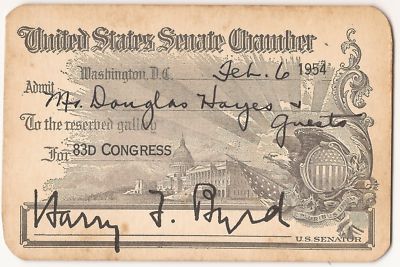 United States Senate Chamber
Washington, D.C. Feb. 6 1954
Admit
Mr. Douglas Hayes &
To the reserved gallery guests
For 83D CONGRESS
Harry F. Byrd
U.S. SENATOR